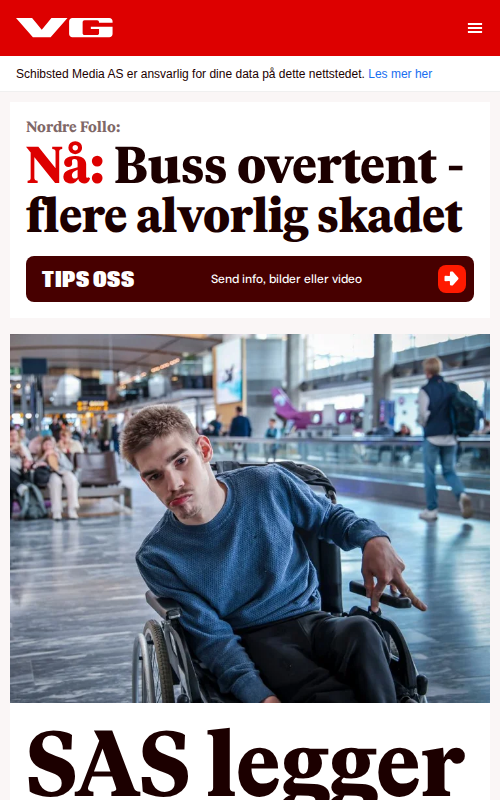 VG
Schibsted Media AS er ansvarlig for dine data på dette nettstedet. Les mer her
Nordre Follo:
Nå: Buss overtent -
flere alvorlig skadet
TIPS OSS
Send info, bilder eller video
SAS legger